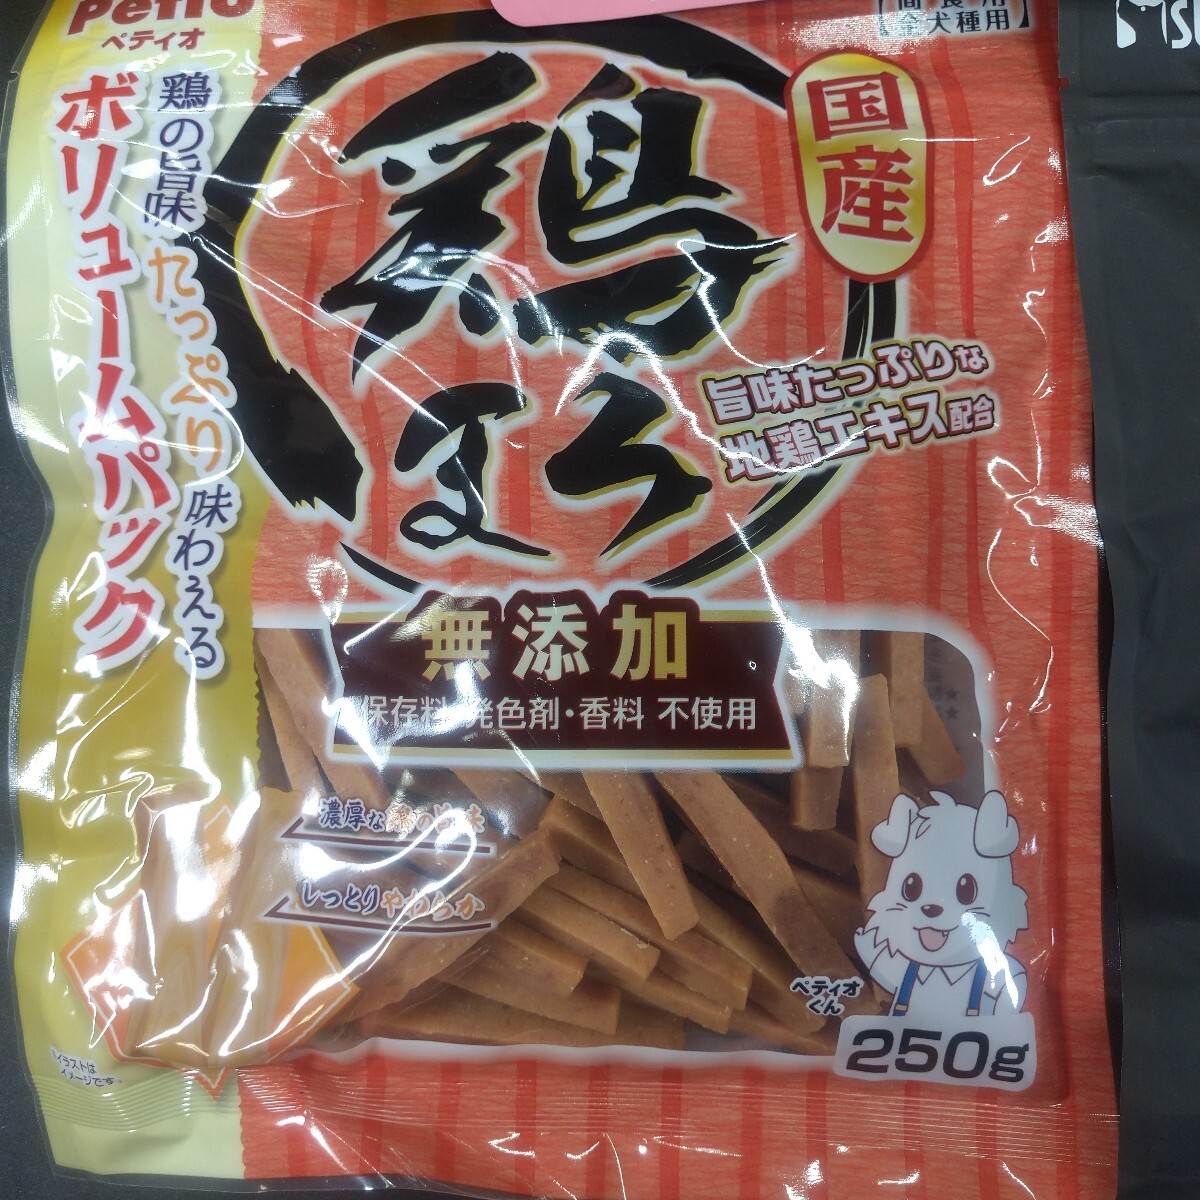 Petio
ペティオ
鶏の旨味たっぷり味わえる
ボリュームパック
【間食用】
【全犬種用】
国産
鶏
ほろ
旨味たっぷりな
地鶏エキス配合
無添加
保存料・発色剤・香料 不使用
濃厚な鶏の旨味
しっとりやわらか
ペティオ
くん
250g
イラストは
イメージです。